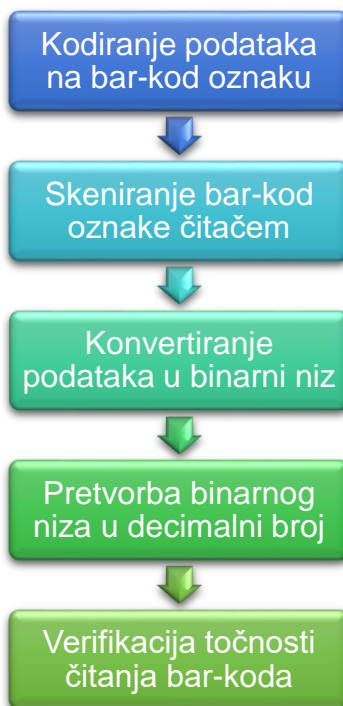 Kodiranje podataka
na bar-kod oznaku
Skeniranje bar-kod
oznake čitačem
Konvertiranje
podataka u binarni niz
Pretvorba binarnog
niza u decimalni broj
Verifikacija točnosti
čitanja bar-koda